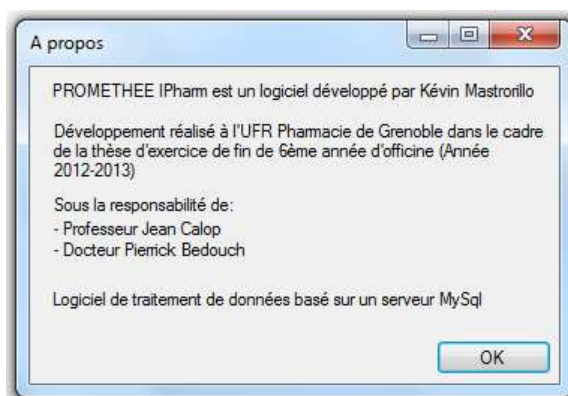 A propos
PROMETHEE IPharm est un logiciel développé par Kévin Mastrorillo
Développement réalisé à l'UFR Pharmacie de Grenoble dans le cadre
de la thèse d'exercice de fin de 6ème année d'officine (Année
2012-2013)
Sous la responsabilité de:
- Professeur Jean Calop
- Docteur Pierrick Bedouch
Logiciel de traitement de données basé sur un serveur MySql
OK